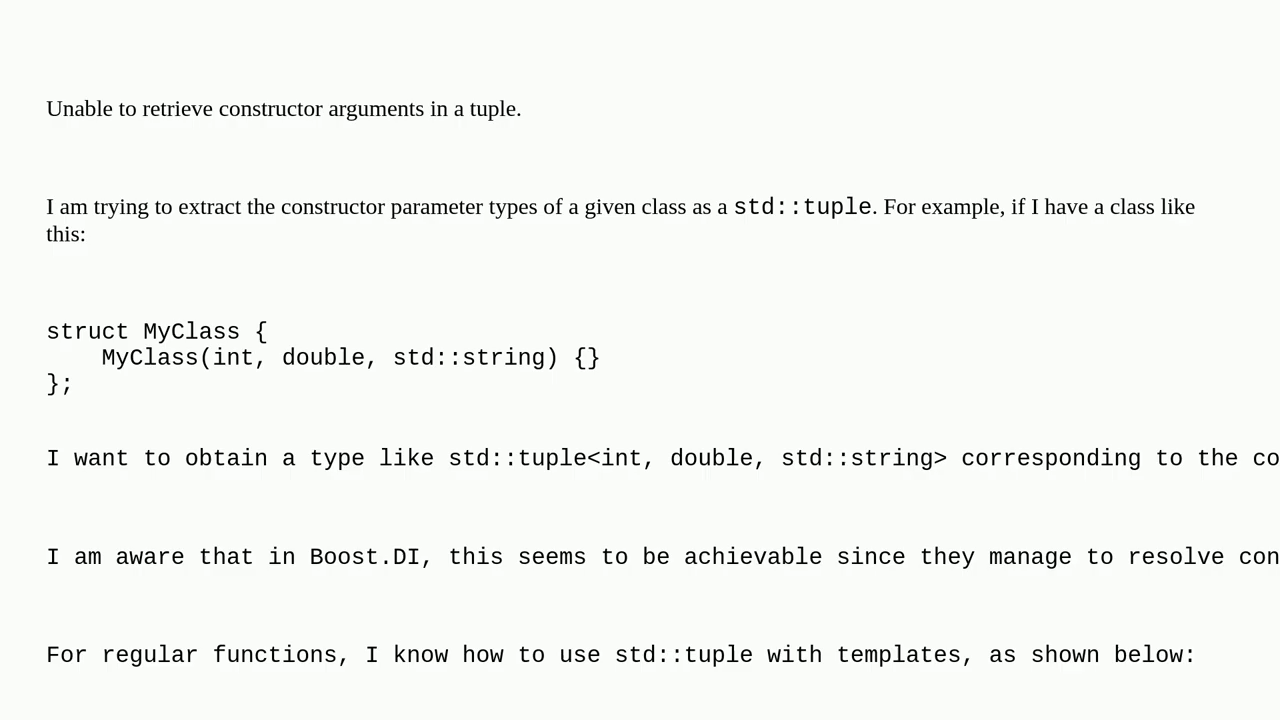 Unable to retrieve constructor arguments in a tuple.
I am trying to extract the constructor parameter types of a given class as a std::tuple. For example, if I have a class like
this:
struct MyClass {
    MyClass(int, double, std::string) {}
};
I want to obtain a type like std::tuple<int, double, std::string> corresponding to the co
I am aware that in Boost.DI, this seems to be achievable since they manage to resolve con
For regular functions, I know how to use std::tuple with templates, as shown below: